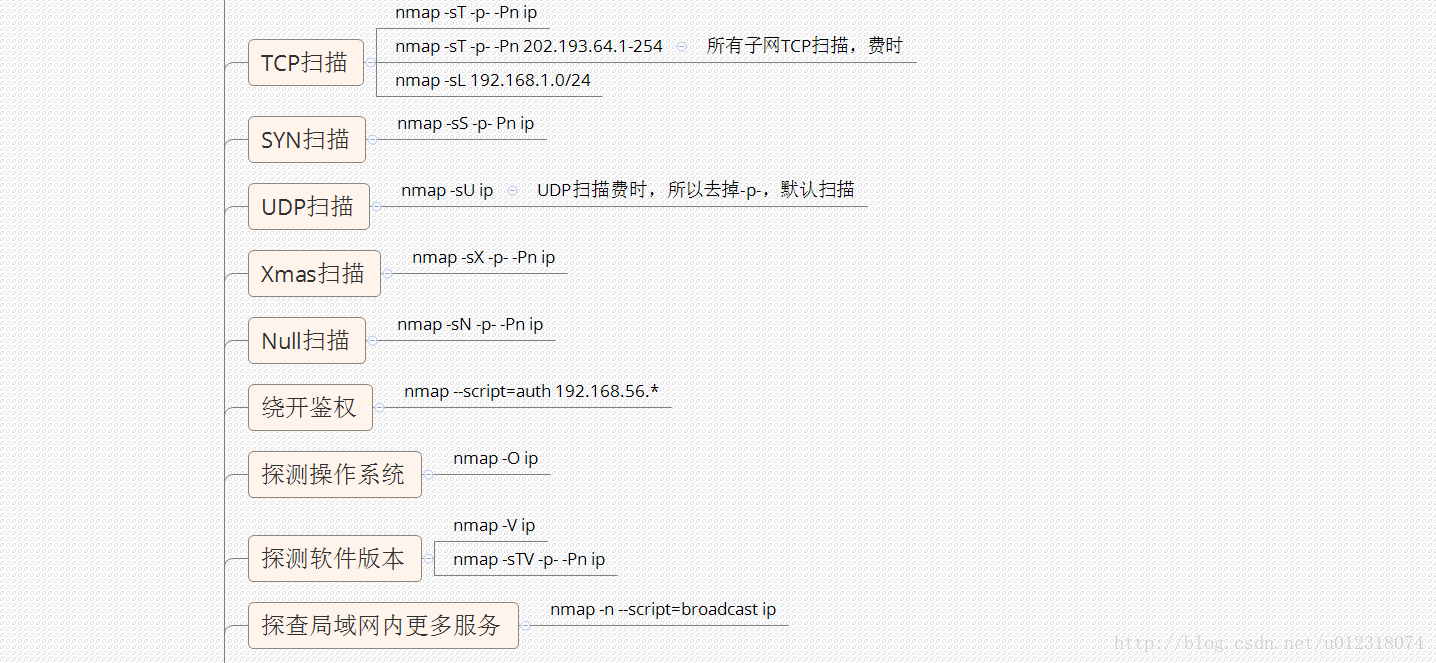 nmap -sT -p- -Pn ip
TCP扫描
nmap -sT -p- -Pn 202.193.64.1-254 所有子网TCP扫描，费时
nmap -sL 192.168.1.0/24
SYN扫描
nmap -sS -p- Pn ip
UDP扫描
nmap -sU ip UDP扫描费时，所以去掉-p-，默认扫描
Xmas扫描
nmap -sX -p- -Pn ip
Null扫描
nmap -sN -p- -Pn ip
绕开鉴权
nmap --script=auth 192.168.56.*
探测操作系统
nmap -O ip
探测软件版本
nmap -V ip
nmap -sTV -p- -Pn ip
探查局域网内更多服务
nmap -n --script=broadcast ip
http://blog.csdn.net/u012318074